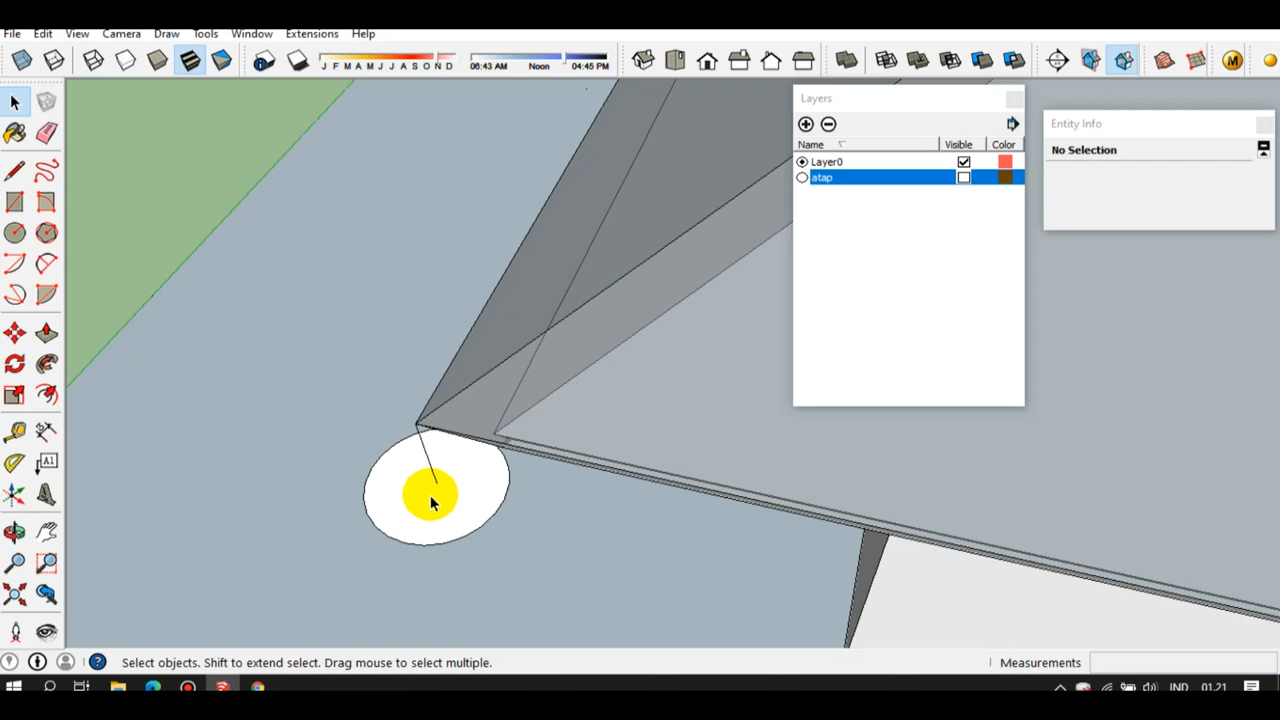 File Edit View Camera Draw Tools Window Extensions Help
J F M A M J J A S O N D 06:43 AM Noon 04:45 PM
M
Layers
Name Visible Color
Layer0
atap
Entity Info
No Selection
A1
Select objects. Shift to extend select. Drag mouse to select multiple.
Measurements
IND 01.21